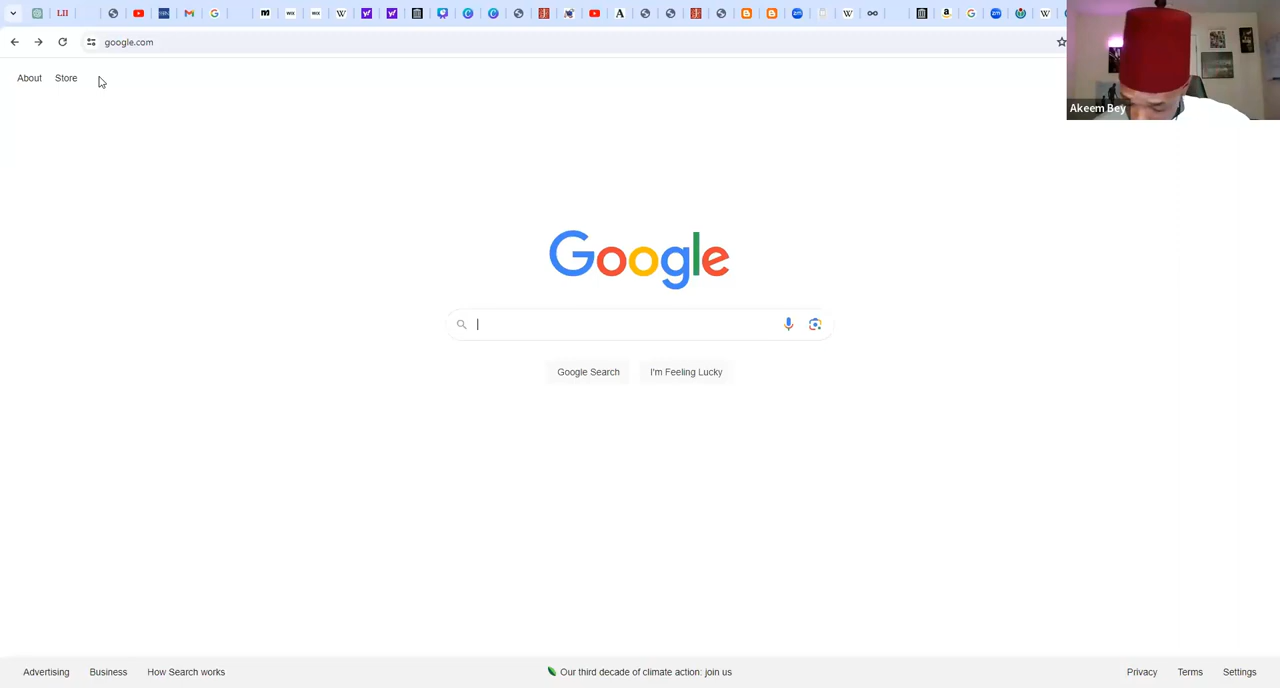 google.com
About Store
Akeem Bey
Google
Google Search I'm Feeling Lucky
Advertising Business How Search works Our third decade of climate action: join us Privacy Terms Settings